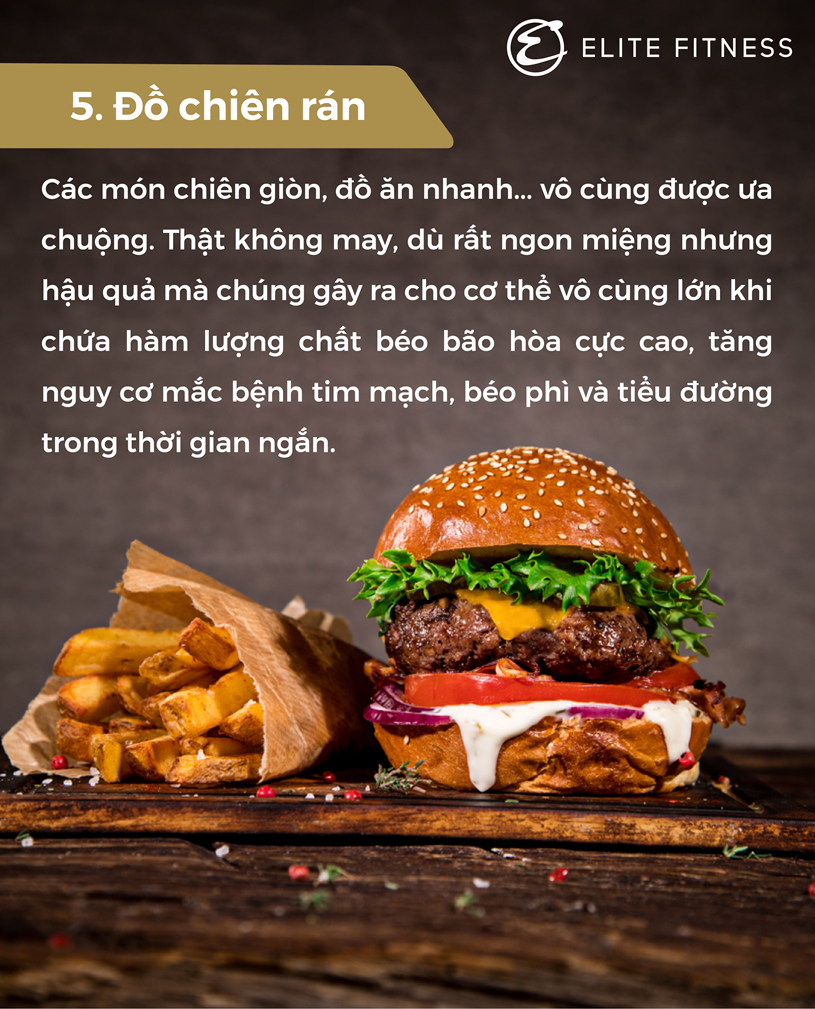 ELITE FITNESS
5. Đồ chiên rán
Các món chiên giòn, đồ ăn nhanh... vô cùng được ưa
chuộng. Thật không may, dù rất ngon miệng nhưng
hậu quả mà chúng gây ra cho cơ thể vô cùng lớn khi
chứa hàm lượng chất béo bão hòa cực cao, tăng
nguy cơ mắc bệnh tim mạch, béo phì và tiểu đường
trong thời gian ngắn.